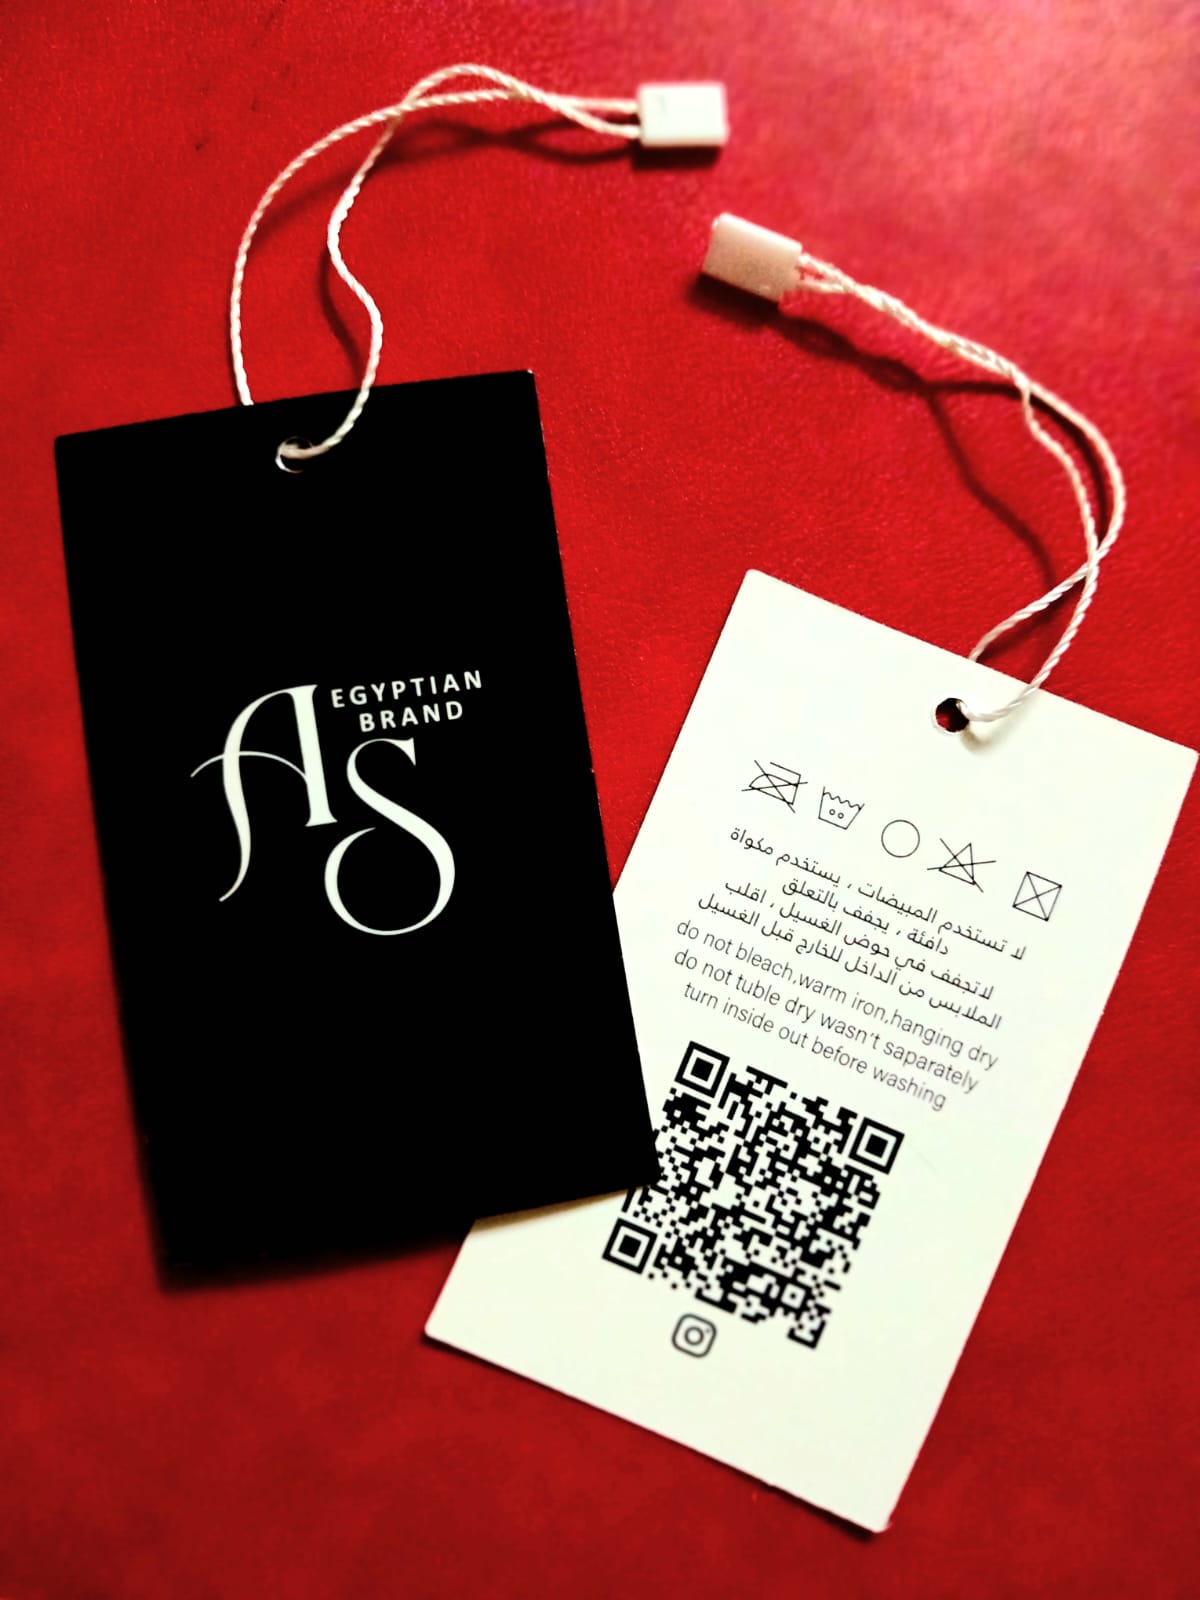 EGYPTIAN
BRAND
AS
لا تستخدم المبيضات ، يستخدم مكواة
دافئة ، يجفف بالتعلق
لاتجفف في حوض الغسيل ، اقلب
الملابس من الداخل للخارج قبل الغسيل
do not bleach,warm iron,hanging dry
do not tuble dry wasn't saparately
turn inside out before washing